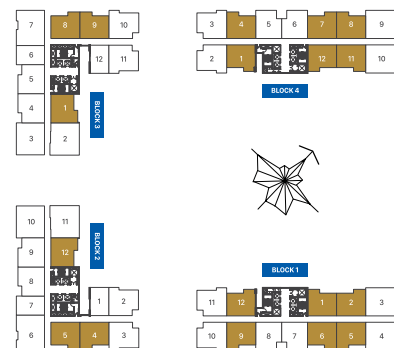 7 8 9 10
6 12 11
5
4 1
3 2
BLOCK 3
3 4 5 6 7 8 9
2 1 12 11 10
BLOCK 4
10 11
9 12
8
7 1 2
6 5 4 3
BLOCK 2
BLOCK 1
11 12 1 2 3
10 9 8 7 6 5 4